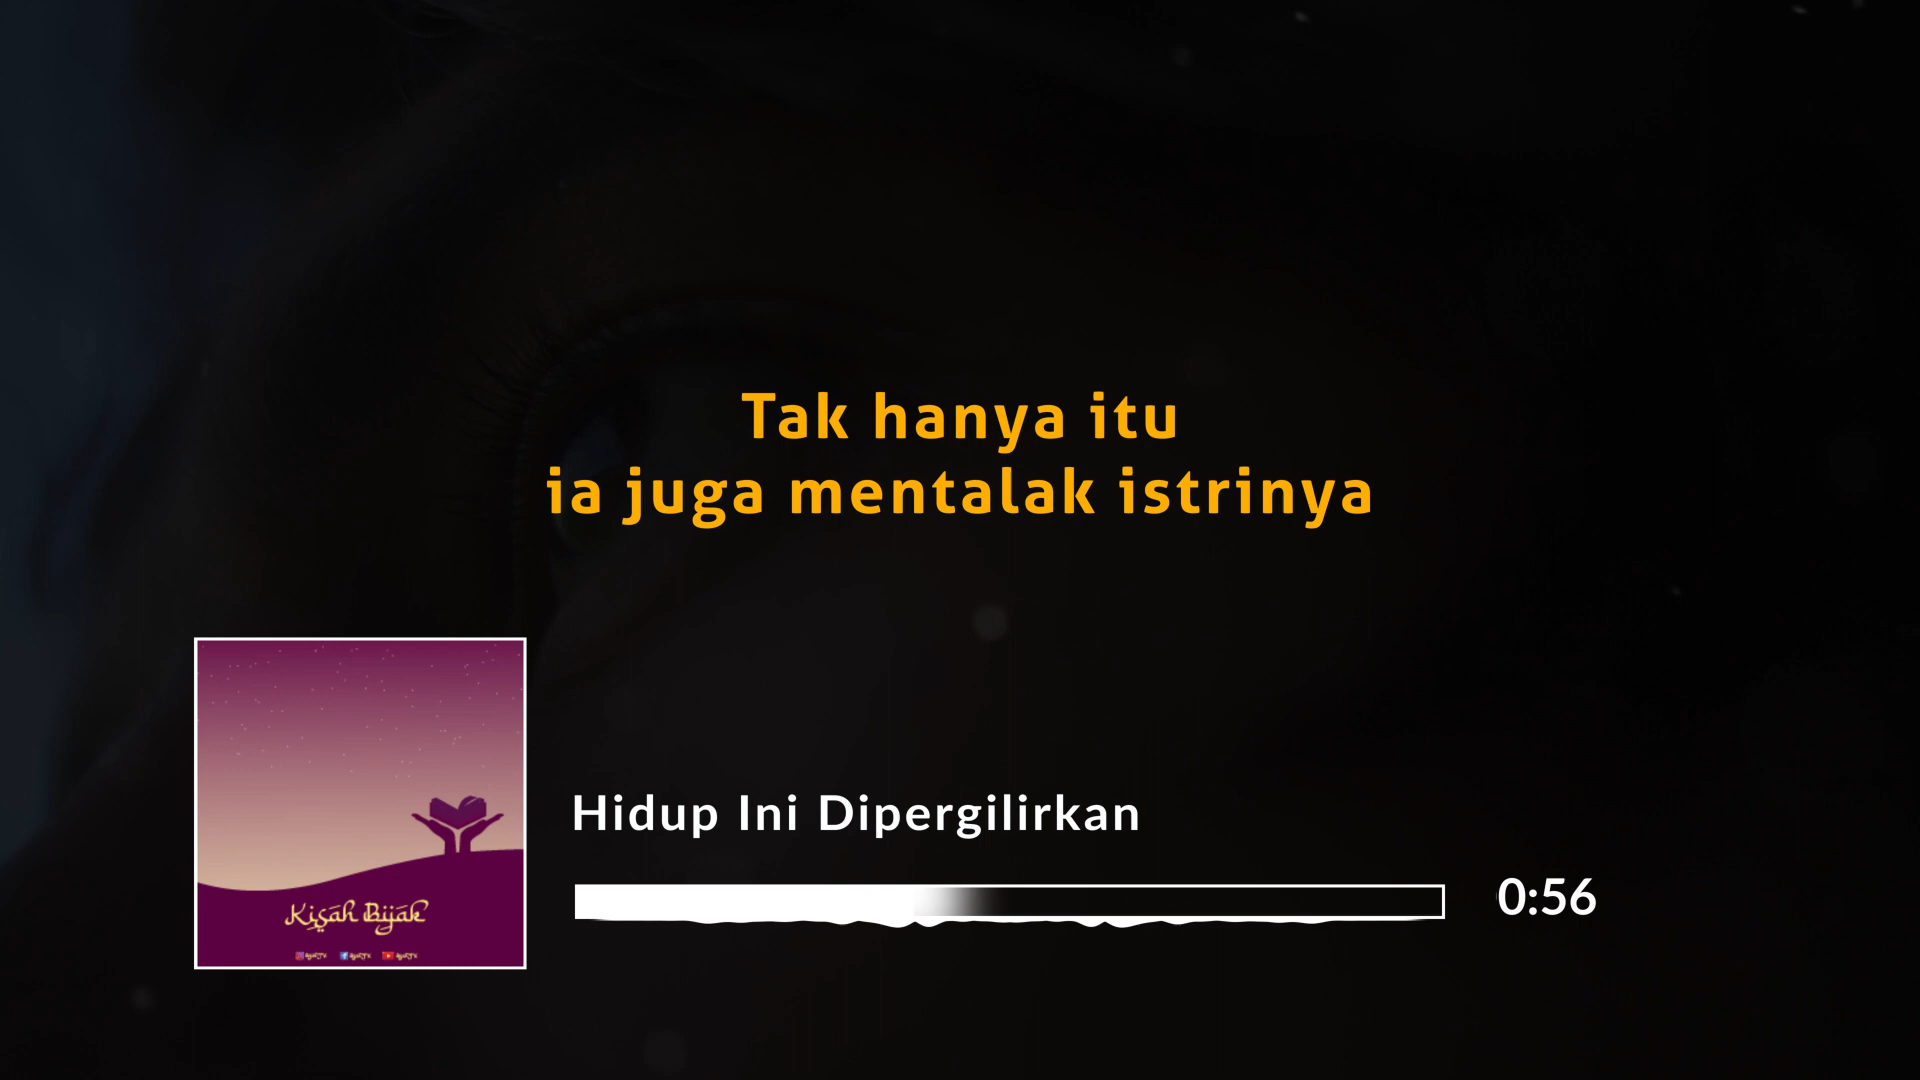 Tak hanya itu
ia juga mentalak istrinya
Hidup Ini Dipergilirkan
0:56
Kisah Bijak